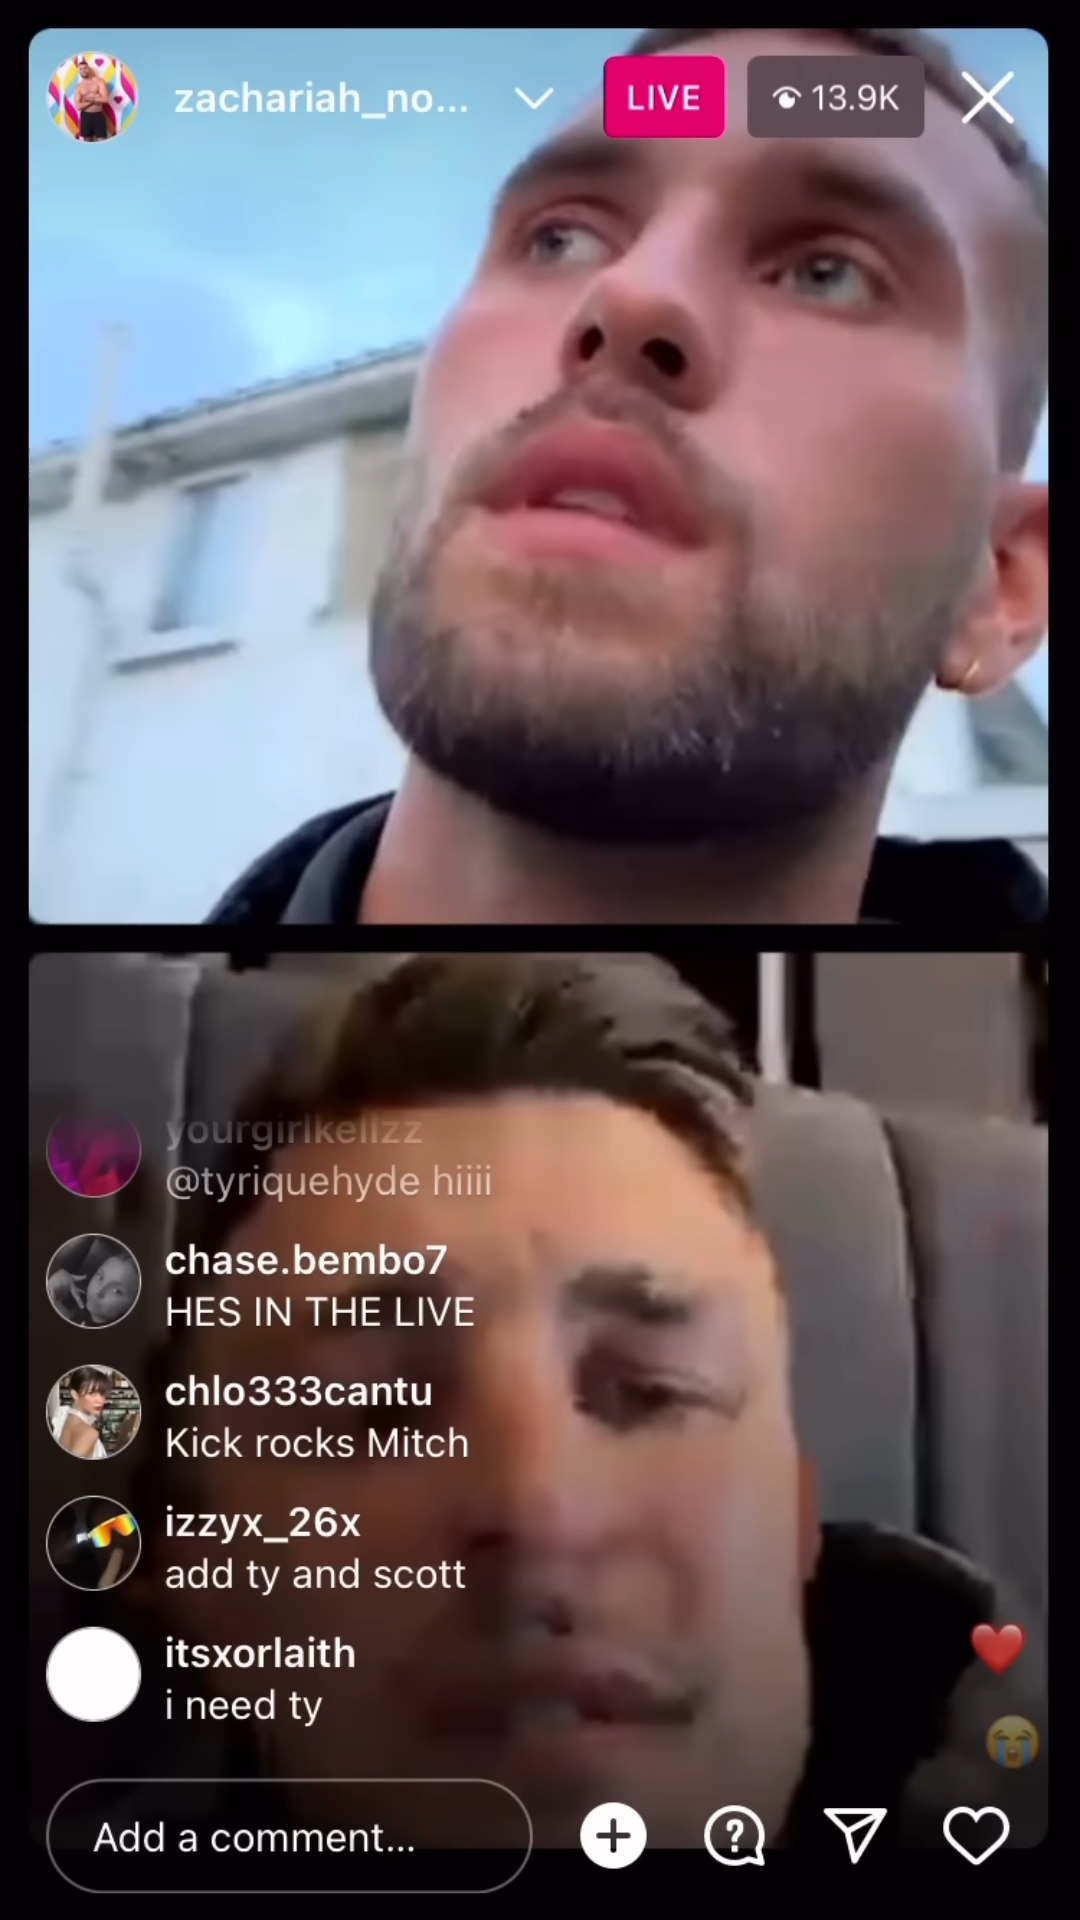 zachariah_no...
LIVE
13.9K
yourgirlkellzz
@tyriquehyde hiiii
chase.bembo7
HES IN THE LIVE
chlo333cantu
Kick rocks Mitch
izzyx_26x
add ty and scott
itsxorlaith
i need ty
Add a comment...